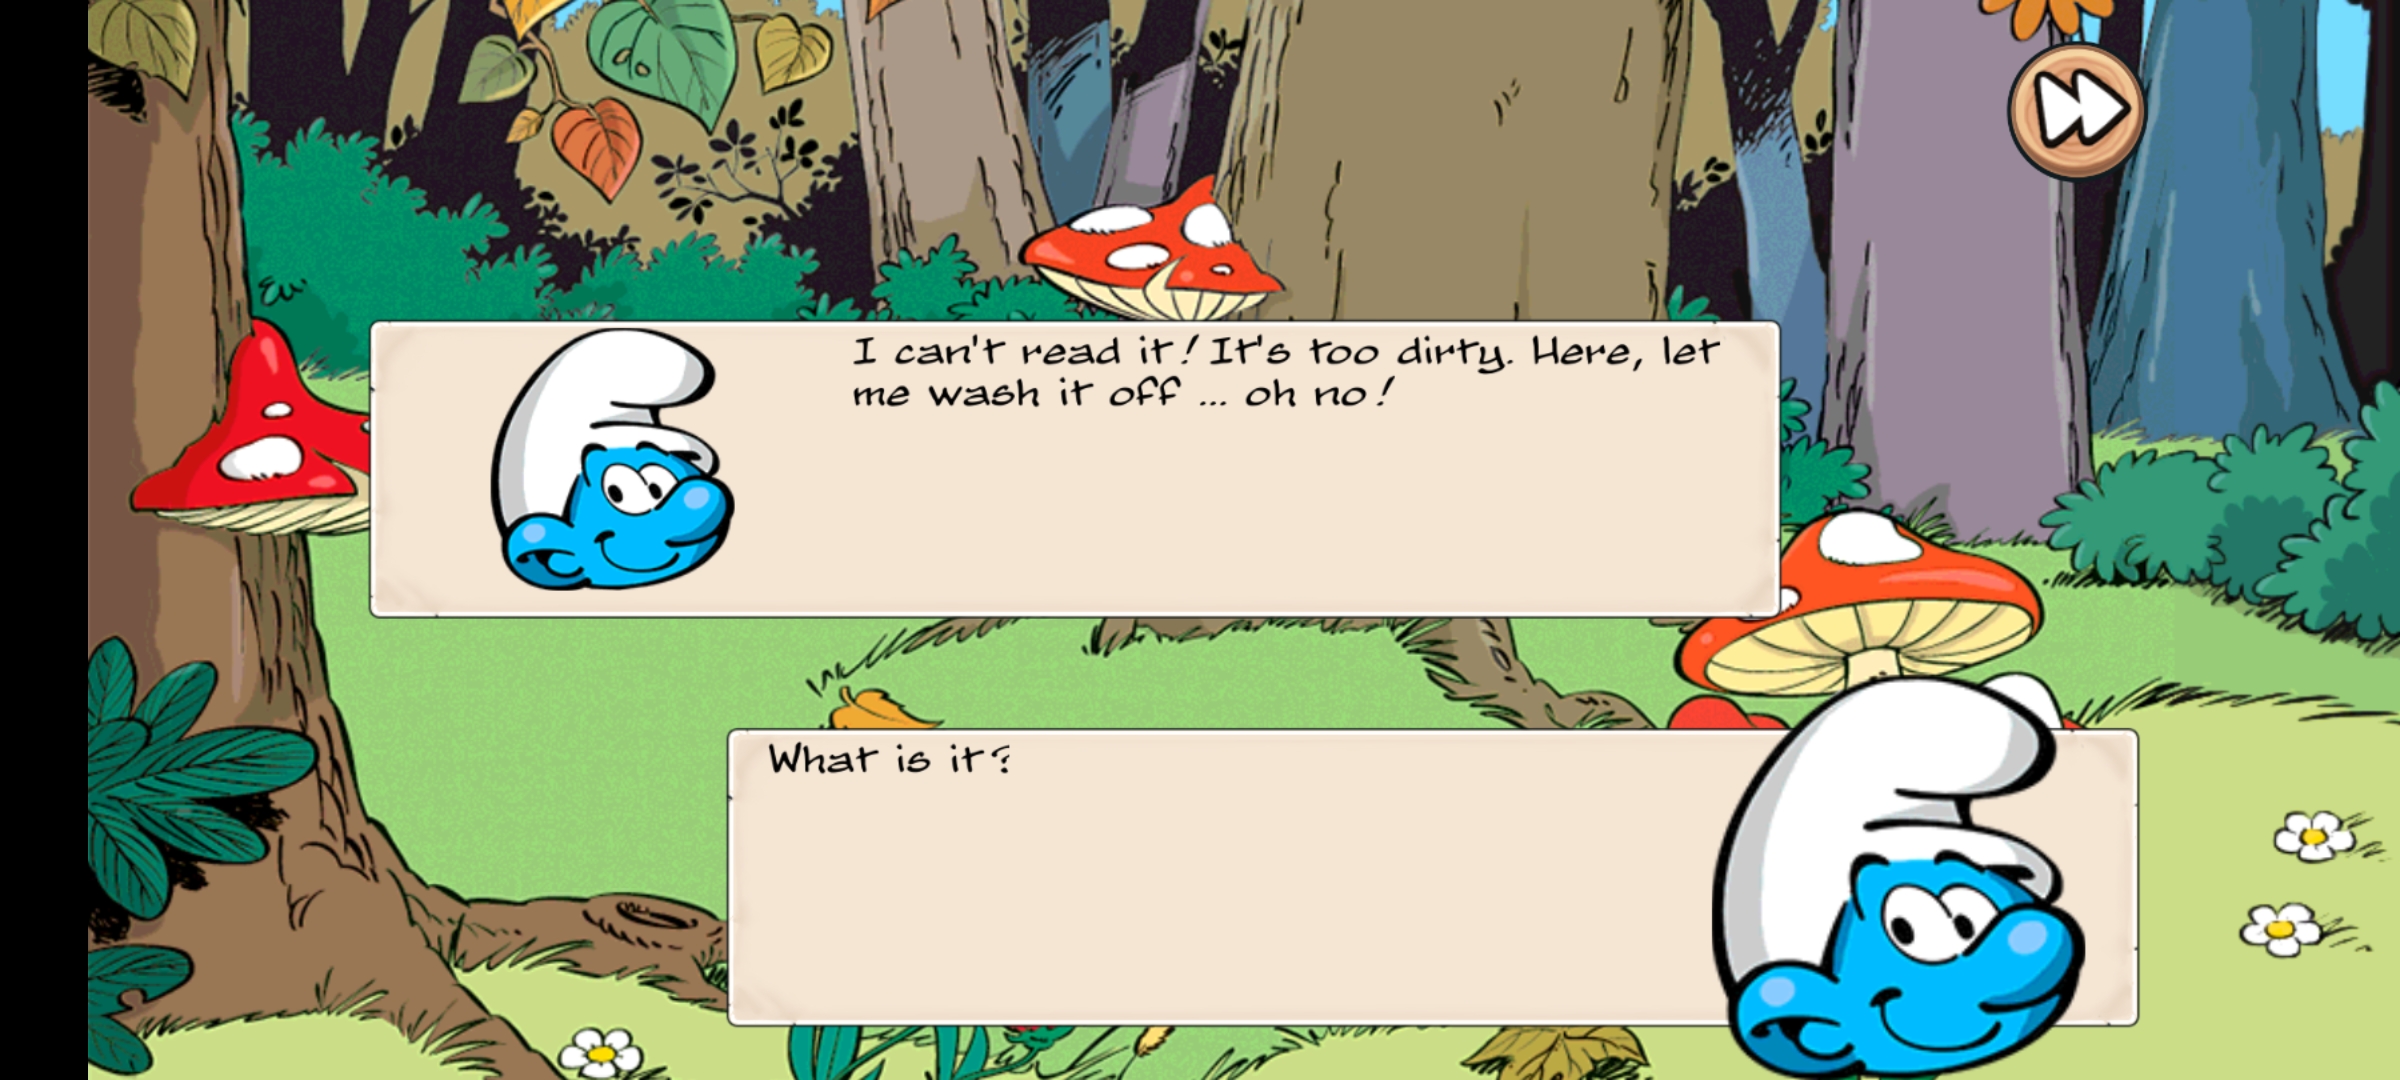 I can't read it! It's too dirty. Here, let
me wash it off ... oh no!
What is it?